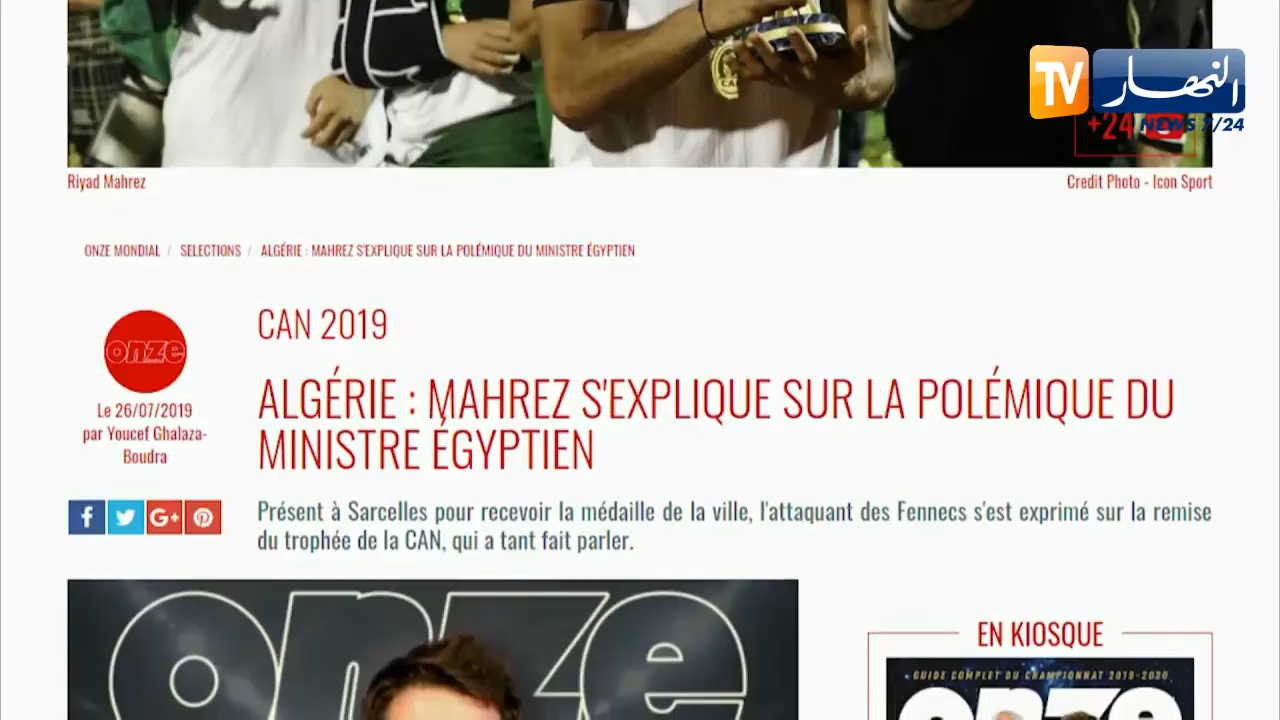 TV النهار
NEWS 7/24
+24
Riyad Mahrez
Credit Photo - Icon Sport
ONZE MONDIAL / SELECTIONS / ALGÉRIE : MAHREZ S'EXPLIQUE SUR LA POLÉMIQUE DU MINISTRE ÉGYPTIEN
onze
Le 26/07/2019
par Youcef Ghalaza-
Boudra
CAN 2019
ALGÉRIE : MAHREZ S'EXPLIQUE SUR LA POLÉMIQUE DU
MINISTRE ÉGYPTIEN
Présent à Sarcelles pour recevoir la médaille de la ville, l'attaquant des Fennecs s'est exprimé sur la remise
du trophée de la CAN, qui a tant fait parler.
onze
EN KIOSQUE
GUIDE COMPLET DU CHAMPIONNAT 2019-2020
onze